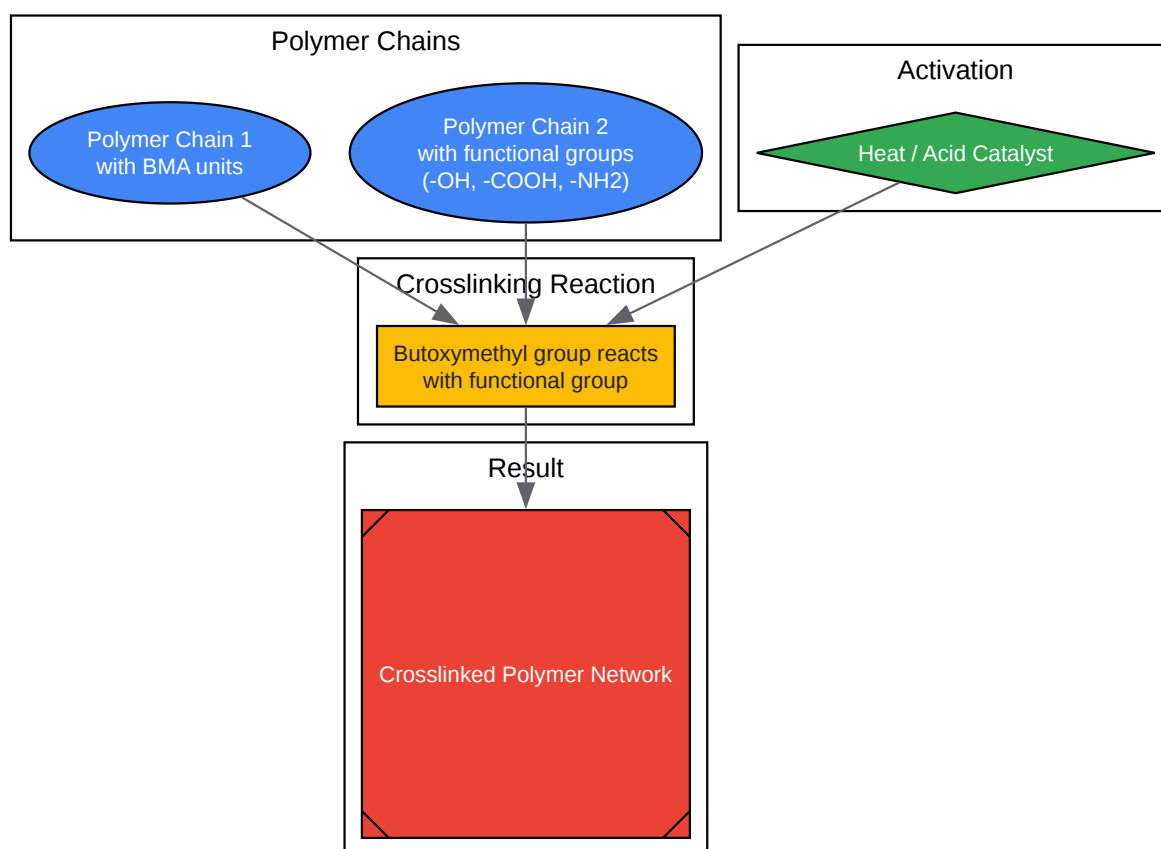 Polymer Chains
Activation
Polymer Chain 1
with BMA units
Polymer Chain 2
with functional groups
(-OH, -COOH, -NH2)
Heat / Acid Catalyst
Crosslinking Reaction
Butoxymethyl group reacts
with functional group
Result
Crosslinked Polymer Network